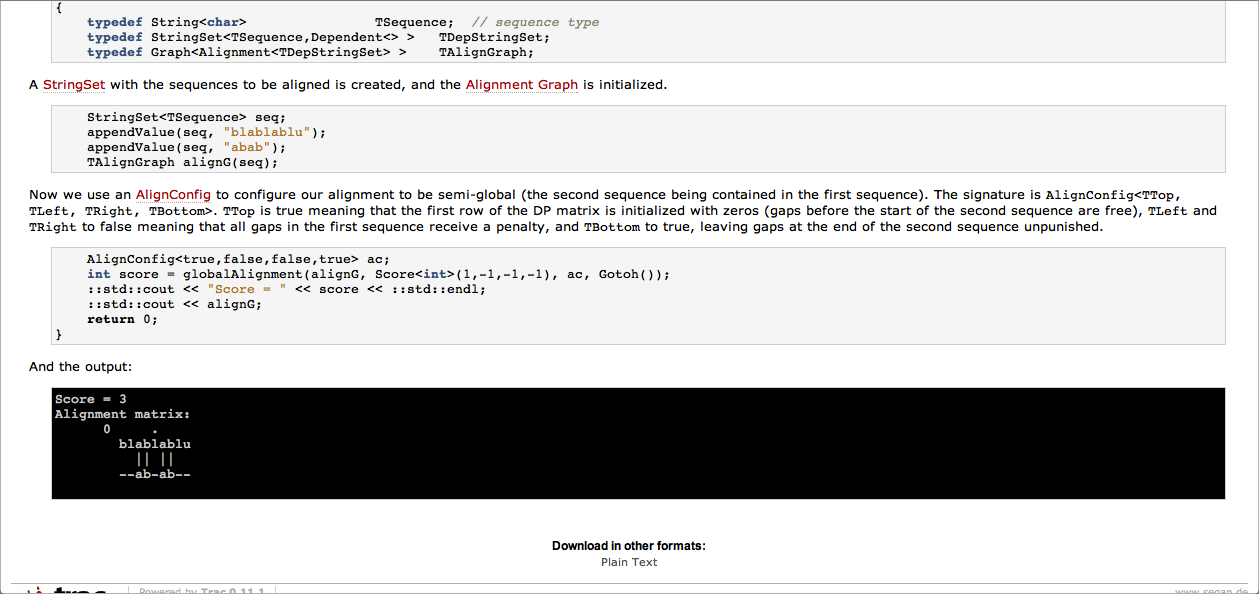 {
typedef String<char> TSequence; // sequence type
typedef StringSet<TSequence,Dependent<> > TDepStringSet;
typedef Graph<Alignment<TDepStringSet> > TAlignGraph;
A StringSet with the sequences to be aligned is created, and the Alignment Graph is initialized.
StringSet<TSequence> seq;
appendValue(seq, "blablablu");
appendValue(seq, "abab");
TAlignGraph alignG(seq);
Now we use an AlignConfig to configure our alignment to be semi-global (the second sequence being contained in the first sequence). The signature is AlignConfig<TTop,
TLeft, TRight, TBottom>. TTop is true meaning that the first row of the DP matrix is initialized with zeros (gaps before the start of the second sequence are free), TLeft and
TRight to false meaning that all gaps in the first sequence receive a penalty, and TBottom to true, leaving gaps at the end of the second sequence unpunished.
AlignConfig<true,false,false,true> ac;
int score = globalAlignment(alignG, Score<int>(1,-1,-1,-1), ac, Gotoh());
::std::cout << "Score = " << score << ::std::endl;
::std::cout << alignG;
return 0;
}
And the output:
Score = 3
Alignment matrix:
0 .
blablablu
|| ||
--ab-ab--
Download in other formats:
Plain Text
trac Powered by Trac 0.11.1 www.seqan.de